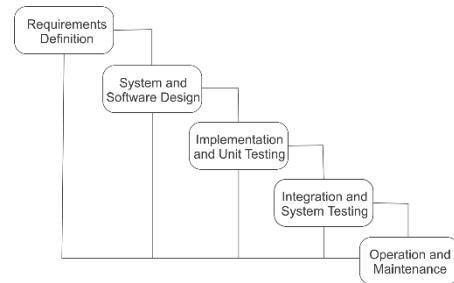 Requirements
Definition
System and
Software Design
Implementation
and Unit Testing
Integration and
System Testing
Operation and
Maintenance